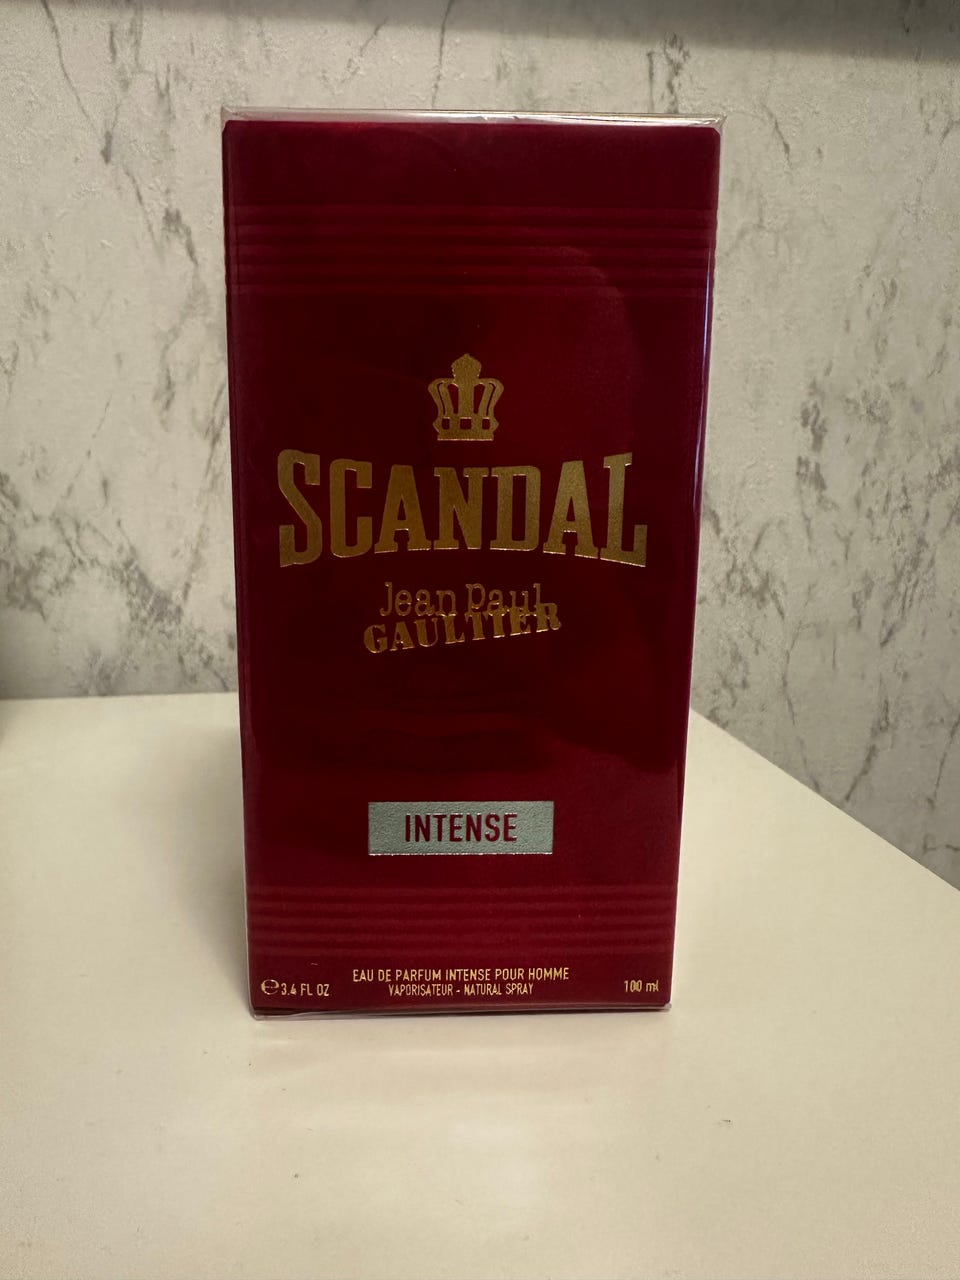 SCANDAL
Jean Paul
GAULTIER
INTENSE
EAU DE PARFUM INTENSE POUR HOMME
VAPORISATEUR - NATURAL SPRAY
℮ 3.4 FL OZ
100 ml